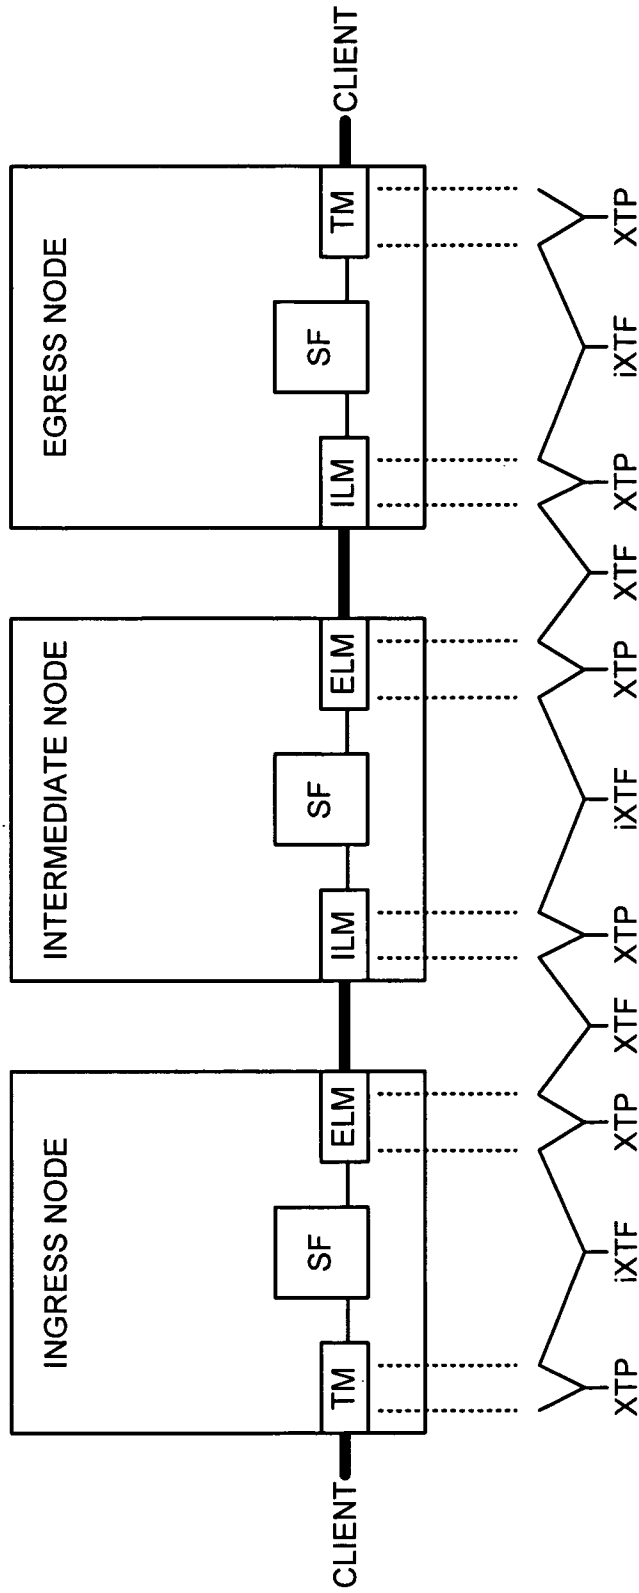 INGRESS NODE
INTERMEDIATE NODE
EGRESS NODE
SF
SF
SF
CLIENT
TM
ELM
ILM
ELM
ILM
TM
CLIENT
XTP
iXTF
XTP
XTF
XTP
iXTF
XTP
XTF
XTP
iXTF
XTP